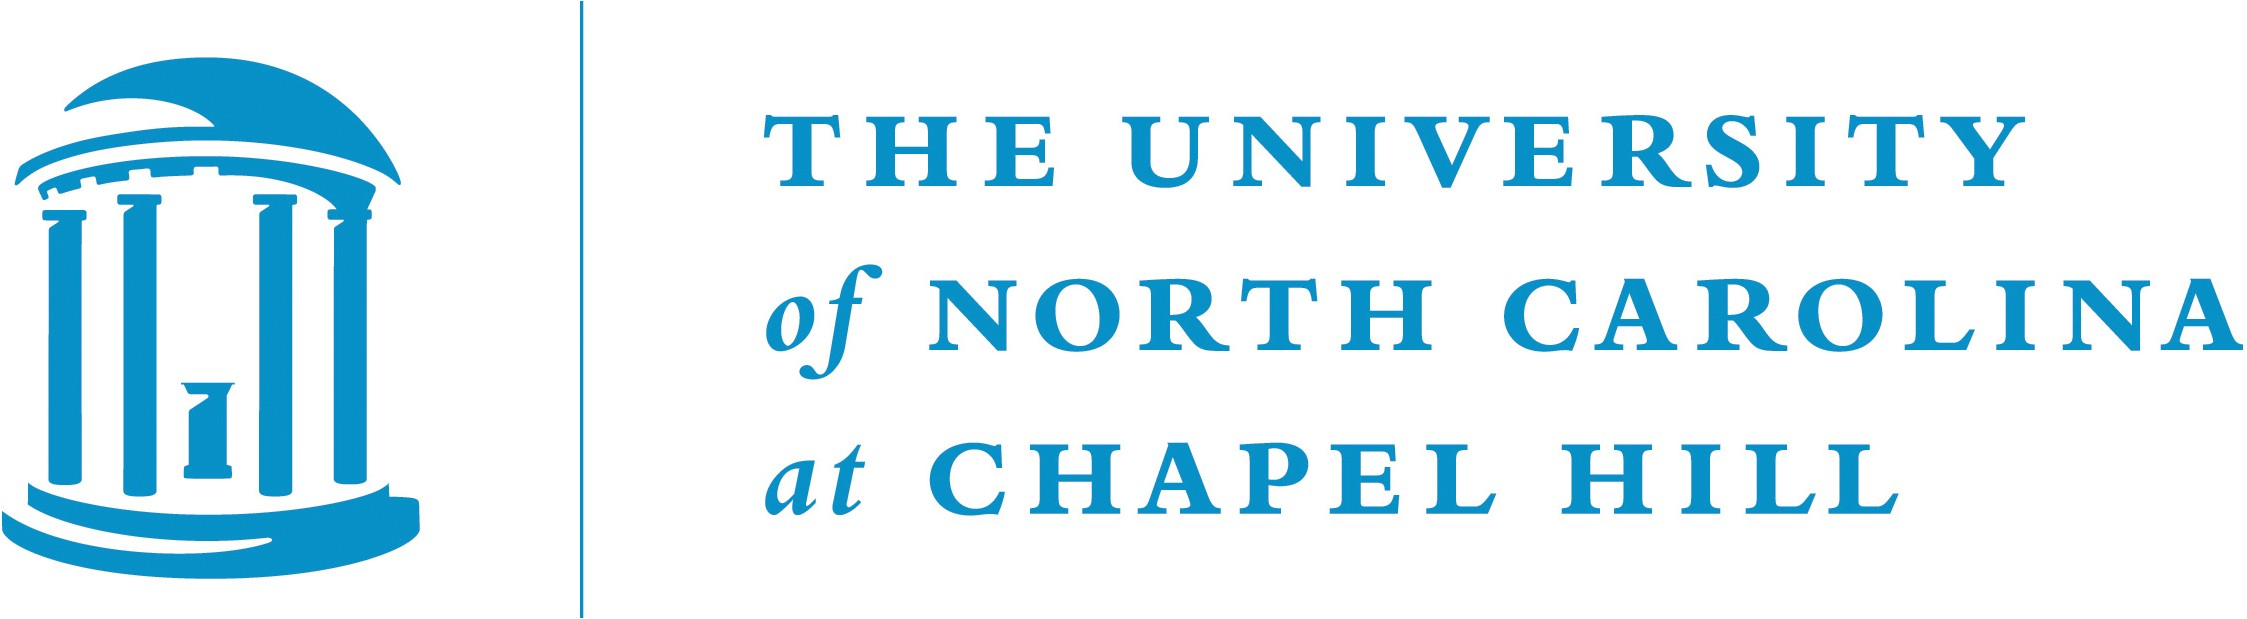 THE UNIVERSITY
of NORTH CAROLINA
at CHAPEL HILL